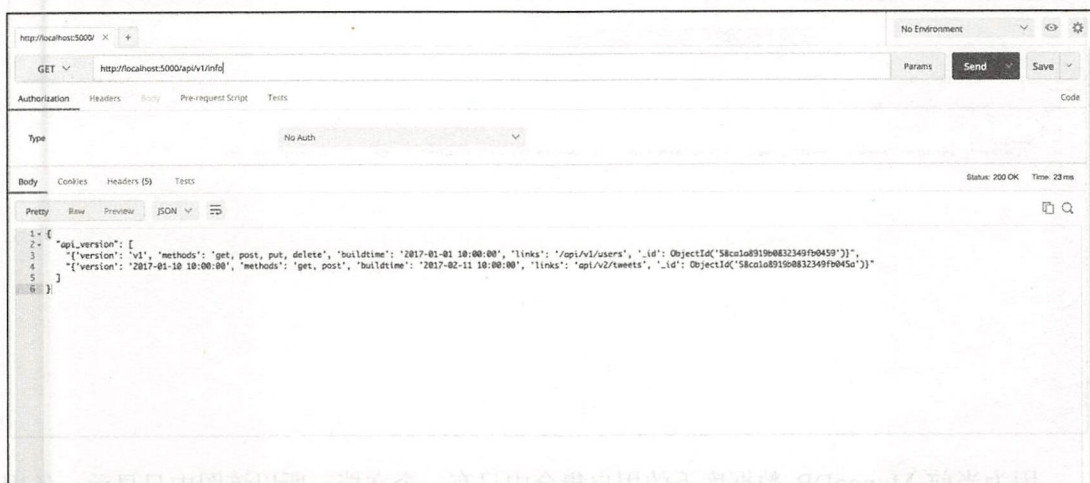 http://localhost:5000/ × +
No Environment
GET http://localhost:5000/api/v1/info
Params Send Save
Authorization Headers Body Pre-request Script Tests
Code
Type No Auth
Body Cookies Headers (5) Tests
Status: 200 OK Time: 23 ms
Pretty Raw Preview JSON
1 {
2 "api_version": [
3 "{'version': 'v1', 'methods': 'get, post, put, delete', 'buildtime': '2017-01-01 10:00:00', 'links': '/api/v1/users', '_id': ObjectId('58ca1a8919b0832349fb0459')}",
4 "{'version': '2017-01-10 10:00:00', 'methods': 'get, post', 'buildtime': '2017-02-11 10:00:00', 'links': 'api/v2/tweets', '_id': ObjectId('58ca1a8919b0832349fb045a')}"
5 ]
6 }